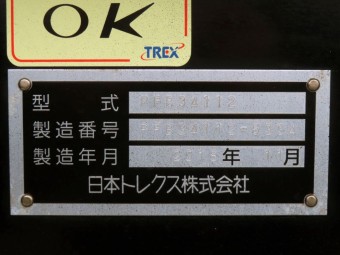 OK
TREX
型式 PFB34112
製造番号
製造年月 年 月
日本トレクス株式会社